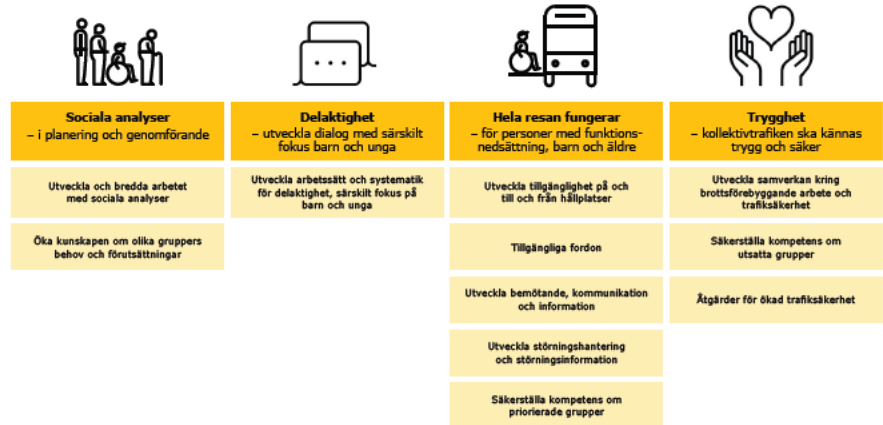 Sociala analyser
– i planering och genomförande
Utveckla och bredda arbetet
med sociala analyser
Öka kunskapen om olika gruppers
behov och förutsättningar
Delaktighet
– utveckla dialog med särskilt
fokus barn och unga
Utveckla arbetssätt och systematik
för delaktighet, särskilt fokus på
barn och unga
Hela resan fungerar
– för personer med funktions-
nedsättning, barn och äldre
Utveckla tillgänglighet på och
till och från hållplatser
Tillgängliga fordon
Utveckla bemötande, kommunikation
och information
Utveckla störningshantering
och störningsinformation
Säkerställa kompetens om
priorierade grupper
Trygghet
– kollektivtrafiken ska kännas
trygg och säker
Utveckla samverkan kring
brottsförebyggande arbete och
trafiksäkerhet
Säkerställa kompetens om
utsatta grupper
Åtgärder för ökad trafiksäkerhet